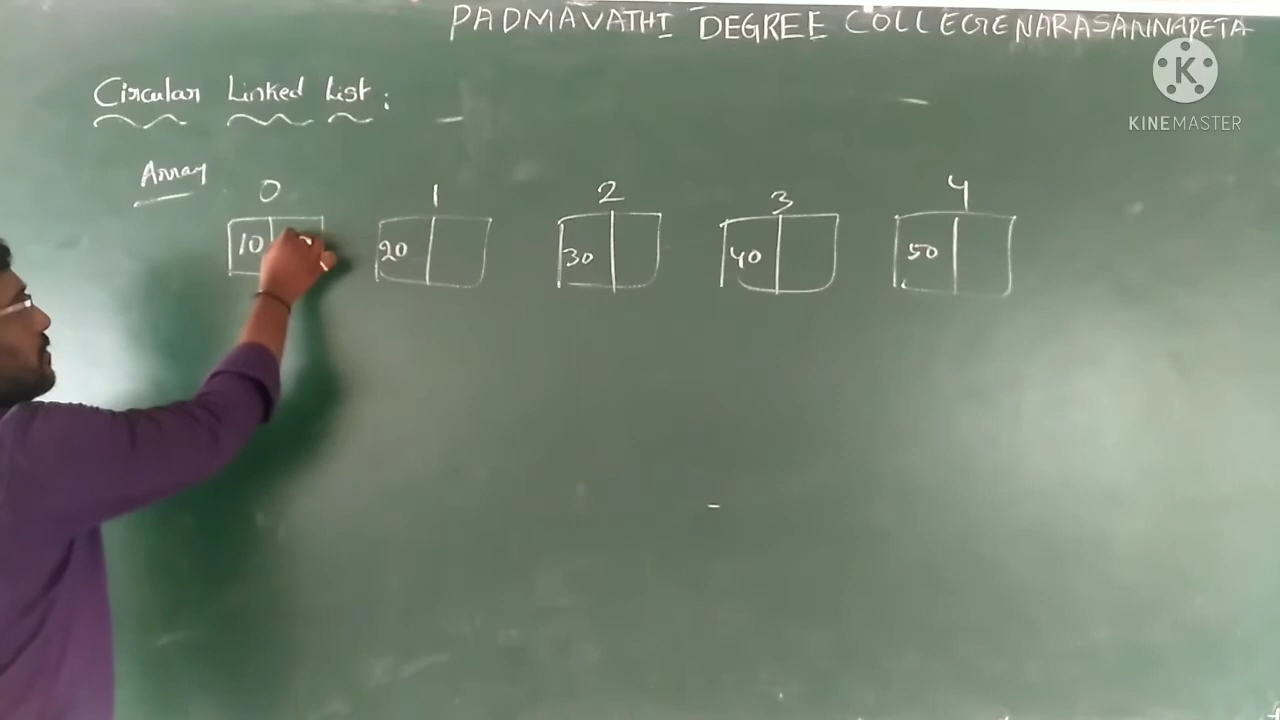 PADMAVATHI DEGREE COLLEGE NARASANNAPETA
KINEMASTER
Circular Linked List:
Array
0 1 2 3 4
10 20 30 40 50